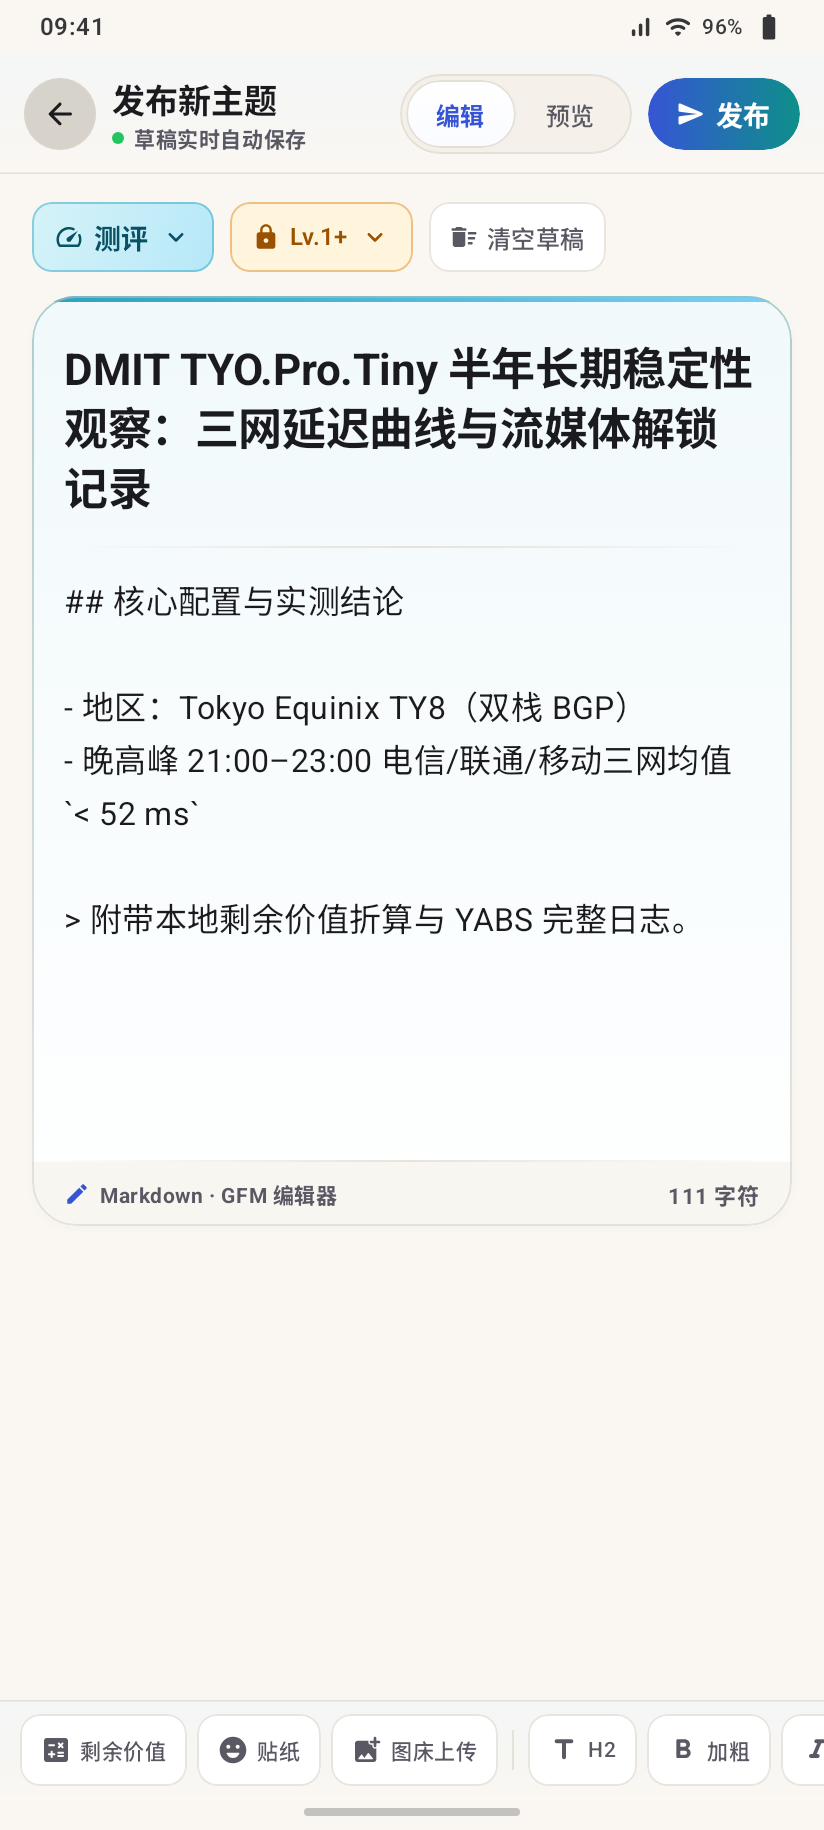 09:41
96%
发布新主题
草稿实时自动保存
编辑
预览
发布
测评
Lv.1+
清空草稿
DMIT TYO.Pro.Tiny 半年长期稳定性
观察：三网延迟曲线与流媒体解锁
记录
## 核心配置与实测结论
- 地区：Tokyo Equinix TY8（双栈 BGP）
- 晚高峰 21:00–23:00 电信/联通/移动三网均值
`< 52 ms`
> 附带本地剩余价值折算与 YABS 完整日志。
Markdown · GFM 编辑器
111 字符
剩余价值
贴纸
图床上传
H2
B 加粗